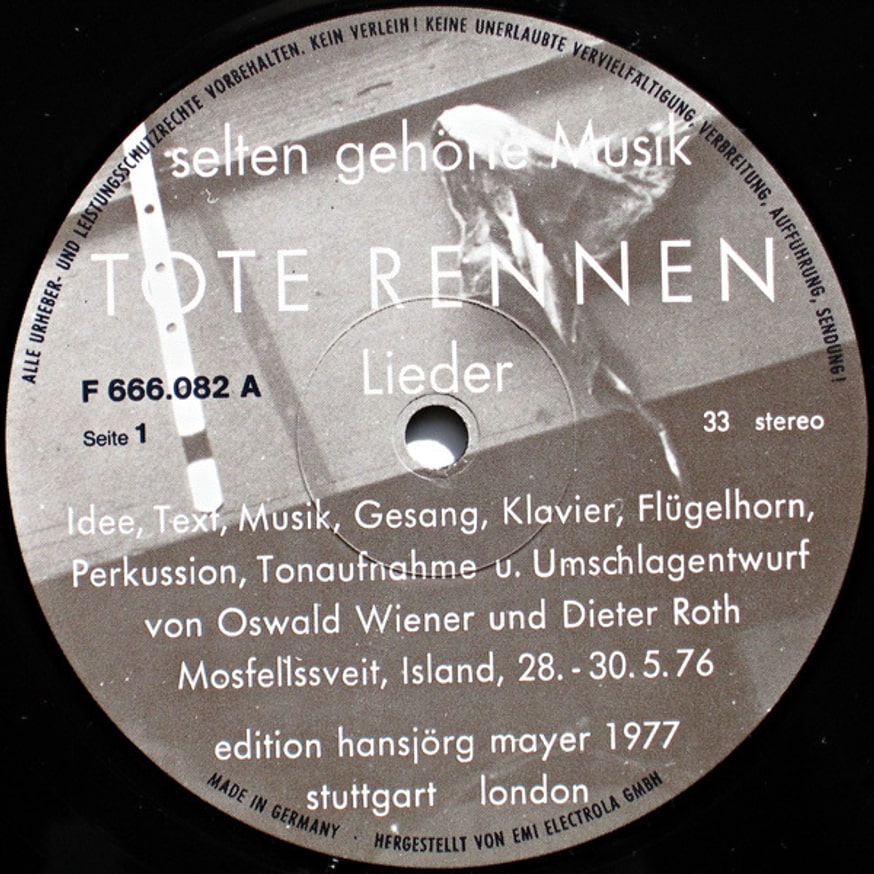 ALLE URHEBER- UND LEISTUNGSSCHUTZRECHTE VORBEHALTEN. KEIN VERLEIH! KEINE UNERLAUBTE VERVIELFÄLTIGUNG, VERBREITUNG, AUFFÜHRUNG, SENDUNG!
selten gehörte Musik
TOTE RENNEN
Lieder
F 666.082 A
Seite 1
33 stereo
Idee, Text, Musik, Gesang, Klavier, Flügelhorn,
Perkussion, Tonaufnahme u. Umschlagentwurf
von Oswald Wiener und Dieter Roth
Mosfellssveit, Island, 28. - 30. 5. 76
edition hansjörg mayer 1977
stuttgart london
MADE IN GERMANY · HERGESTELLT VON EMI ELECTROLA GMBH